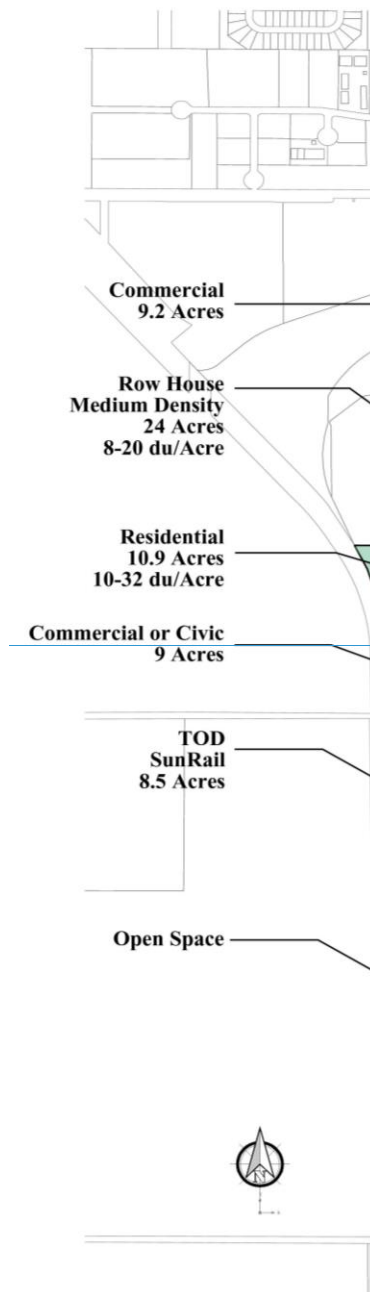 Commercial
9.2 Acres
Row House
Medium Density
24 Acres
8-20 du/Acre
Residential
10.9 Acres
10-32 du/Acre
Commercial or Civic
9 Acres
TOD
SunRail
8.5 Acres
Open Space
N